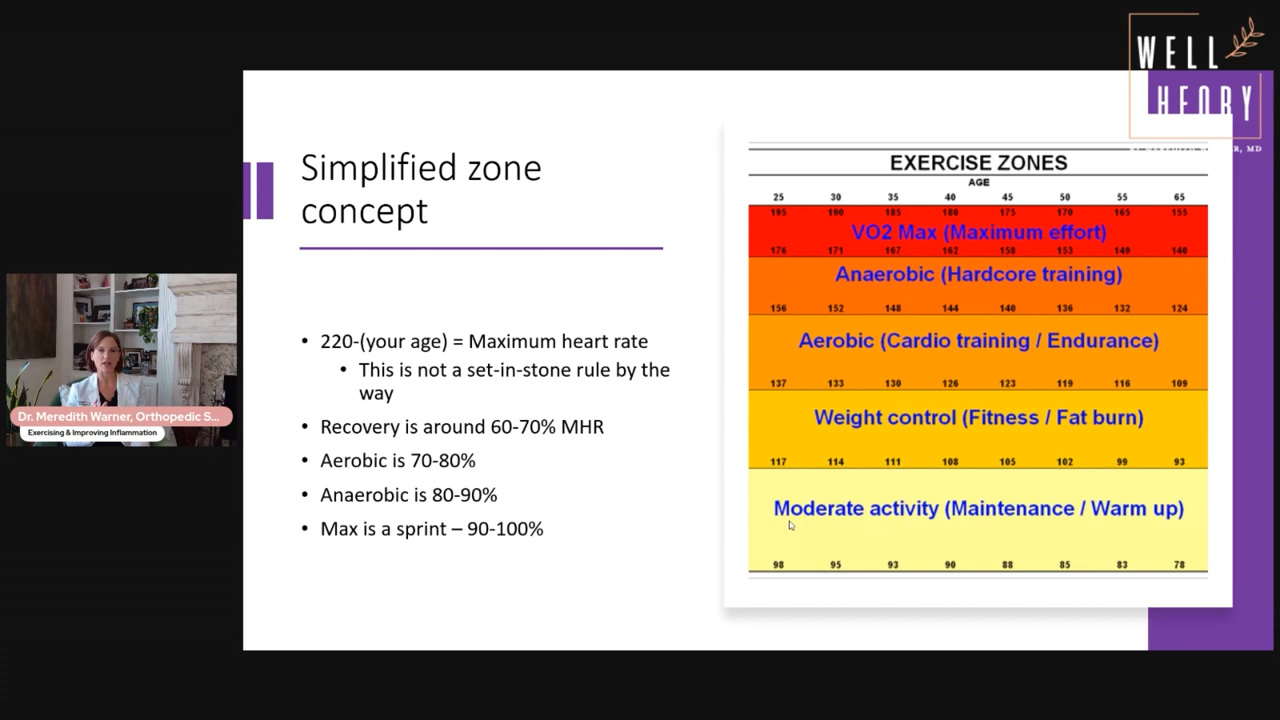 WELL
HEORY
R, MD
Simplified zone
concept
• 220-(your age) = Maximum heart rate
• This is not a set-in-stone rule by the
way
• Recovery is around 60-70% MHR
• Aerobic is 70-80%
• Anaerobic is 80-90%
• Max is a sprint – 90-100%
EXERCISE ZONES
AGE
25 30 35 40 45 50 55 65
195 190 185 180 175 170 165 155
VO2 Max (Maximum effort)
176 171 167 162 158 153 149 140
Anaerobic (Hardcore training)
156 152 148 144 140 136 132 124
Aerobic (Cardio training / Endurance)
137 133 130 126 123 119 116 109
Weight control (Fitness / Fat burn)
117 114 111 108 105 102 99 93
Moderate activity (Maintenance / Warm up)
98 95 93 90 88 85 83 78
Dr. Meredith Warner, Orthopedic S...
Exercising & Improving Inflammation